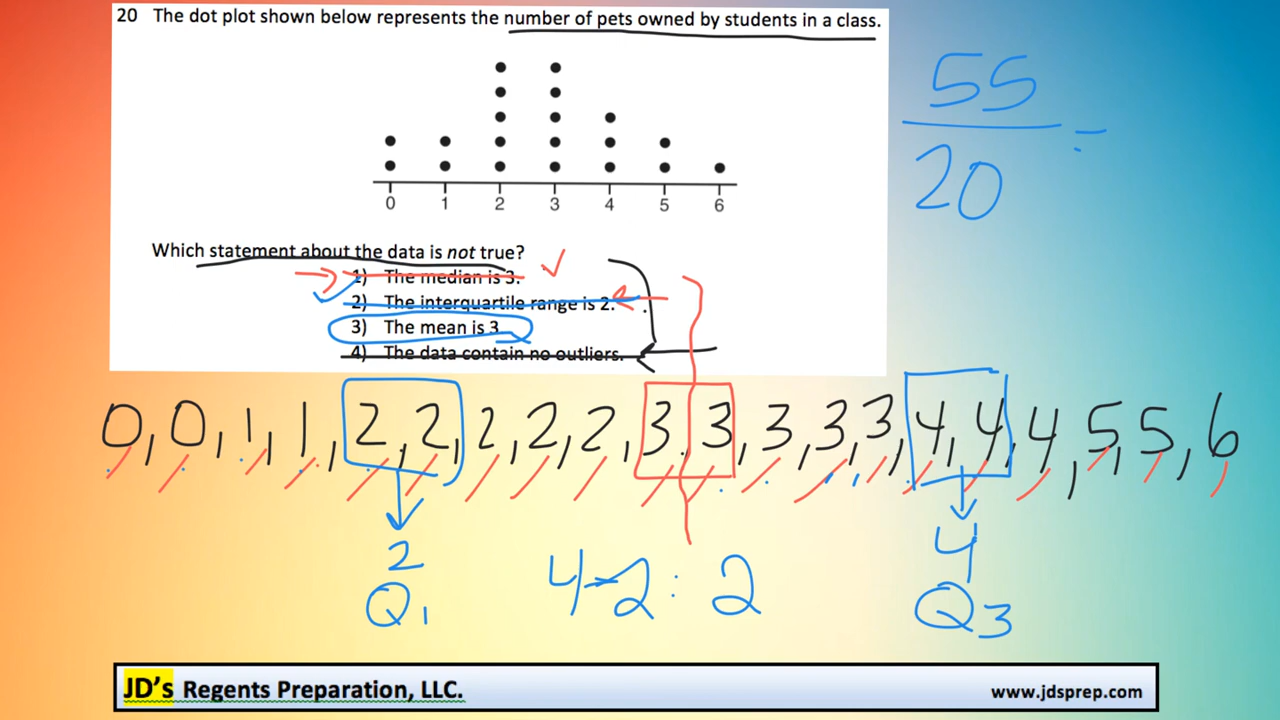 20 The dot plot shown below represents the number of pets owned by students in a class.
0 1 2 3 4 5 6
Which statement about the data is not true?
1) The median is 3.
2) The interquartile range is 2.
3) The mean is 3
4) The data contain no outliers.
55
20
=
0, 0, 1, 1, 2, 2, 2, 2, 2, 3, 3, 3, 3, 3, 4, 4, 4, 5, 5, 6
2
Q1
4-2: 2
4
Q3
JD's Regents Preparation, LLC.
www.jdsprep.com